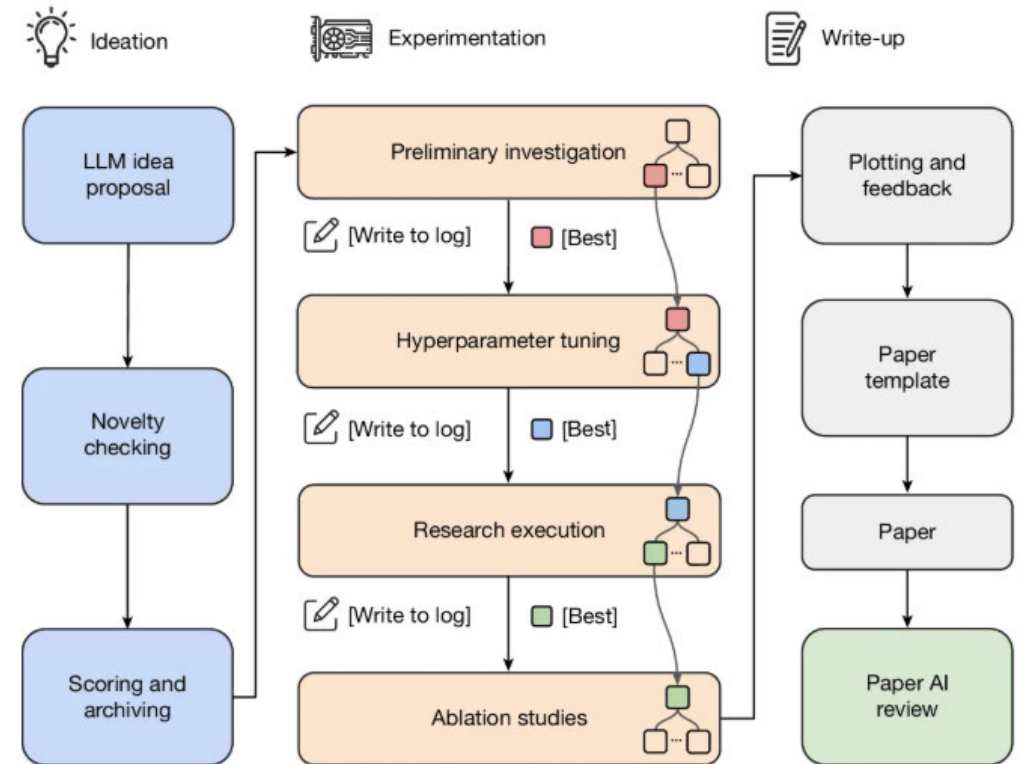 Ideation
Experimentation
Write-up
LLM idea
proposal
Novelty
checking
Scoring and
archiving
Preliminary investigation
[Write to log]
[Best]
Hyperparameter tuning
[Write to log]
[Best]
Research execution
[Write to log]
[Best]
Ablation studies
Plotting and
feedback
Paper
template
Paper
Paper AI
review